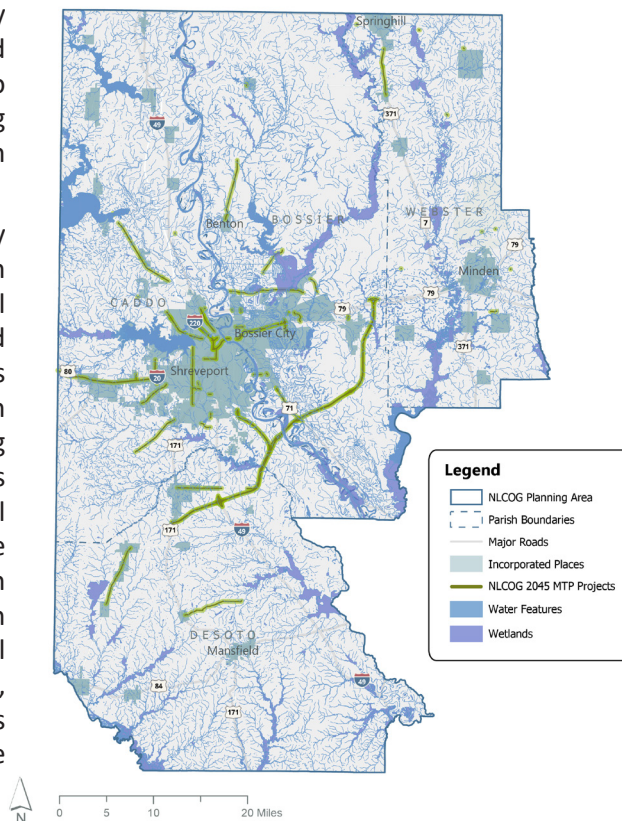 y
d
o
g
n
y
n
l
d
s
n
g
s
l
e
n
n
l
,
s
e
Springhill
49
371
Benton
BOSSIER
WEBSTER
7
79
Minden
CADDO
79
79
220
Bossier City
371
80
20
Shreveport
71
171
171
49
DESOTO
Mansfield
84
49
171
Legend
NLCOG Planning Area
Parish Boundaries
Major Roads
Incorporated Places
NLCOG 2045 MTP Projects
Water Features
Wetlands
N
0 5 10 20 Miles